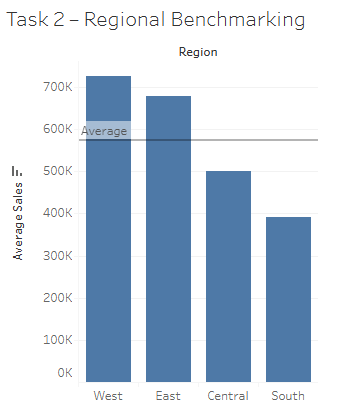 Task 2 – Regional Benchmarking
Region
700K
600K
Average
500K
400K
300K
200K
100K
0K
Average Sales
West East Central South